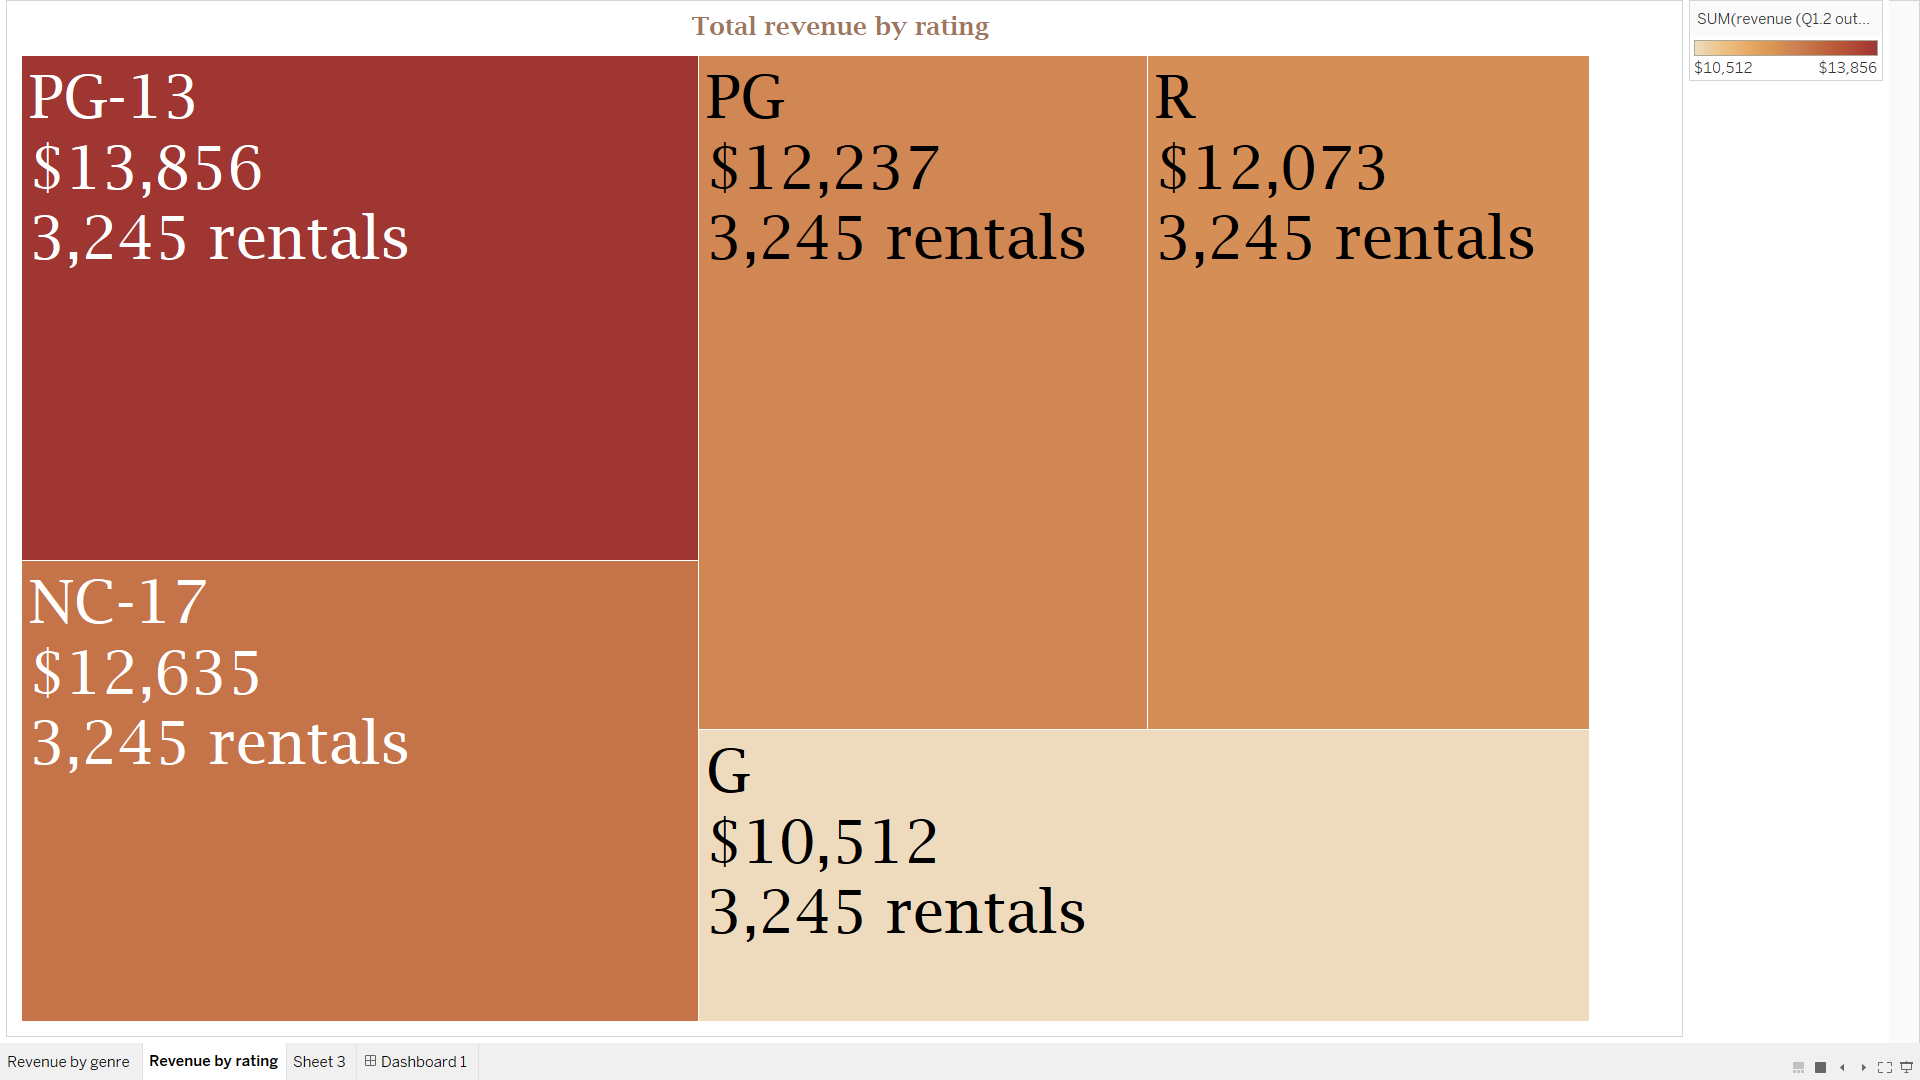 Total revenue by rating
SUM(revenue (Q1.2 out...
$10,512 $13,856
PG-13
$13,856
3,245 rentals
PG
$12,237
3,245 rentals
R
$12,073
3,245 rentals
NC-17
$12,635
3,245 rentals
G
$10,512
3,245 rentals
Revenue by genre Revenue by rating Sheet 3 Dashboard 1